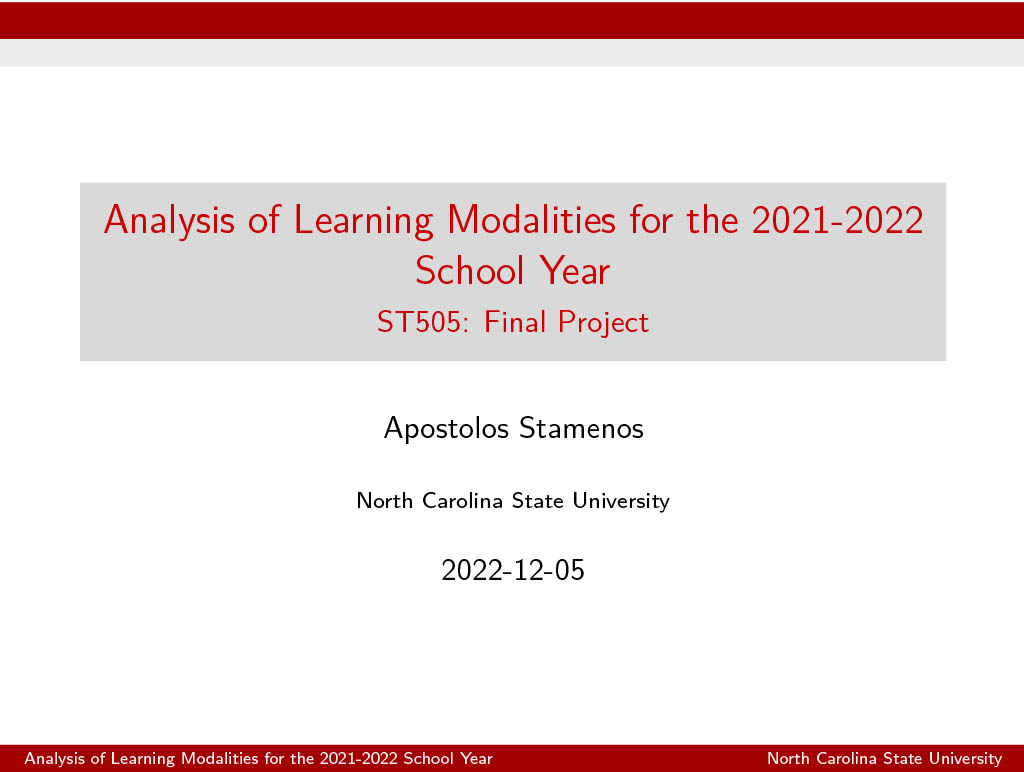 Analysis of Learning Modalities for the 2021-2022
School Year
ST505: Final Project
Apostolos Stamenos
North Carolina State University
2022-12-05
Analysis of Learning Modalities for the 2021-2022 School Year
North Carolina State University